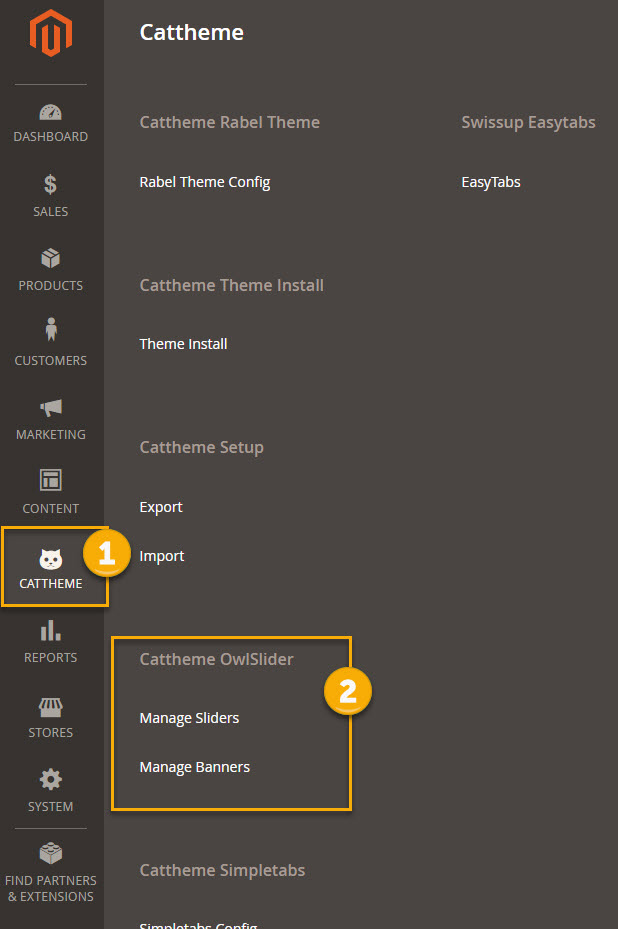 DASHBOARD
SALES
PRODUCTS
CUSTOMERS
MARKETING
CONTENT
CATTHEME
1
REPORTS
STORES
SYSTEM
FIND PARTNERS
& EXTENSIONS
Cattheme
Cattheme Rabel Theme
Rabel Theme Config
Swissup Easytabs
EasyTabs
Cattheme Theme Install
Theme Install
Cattheme Setup
Export
Import
Cattheme OwlSlider
2
Manage Sliders
Manage Banners
Cattheme Simpletabs
Simpletabs Config